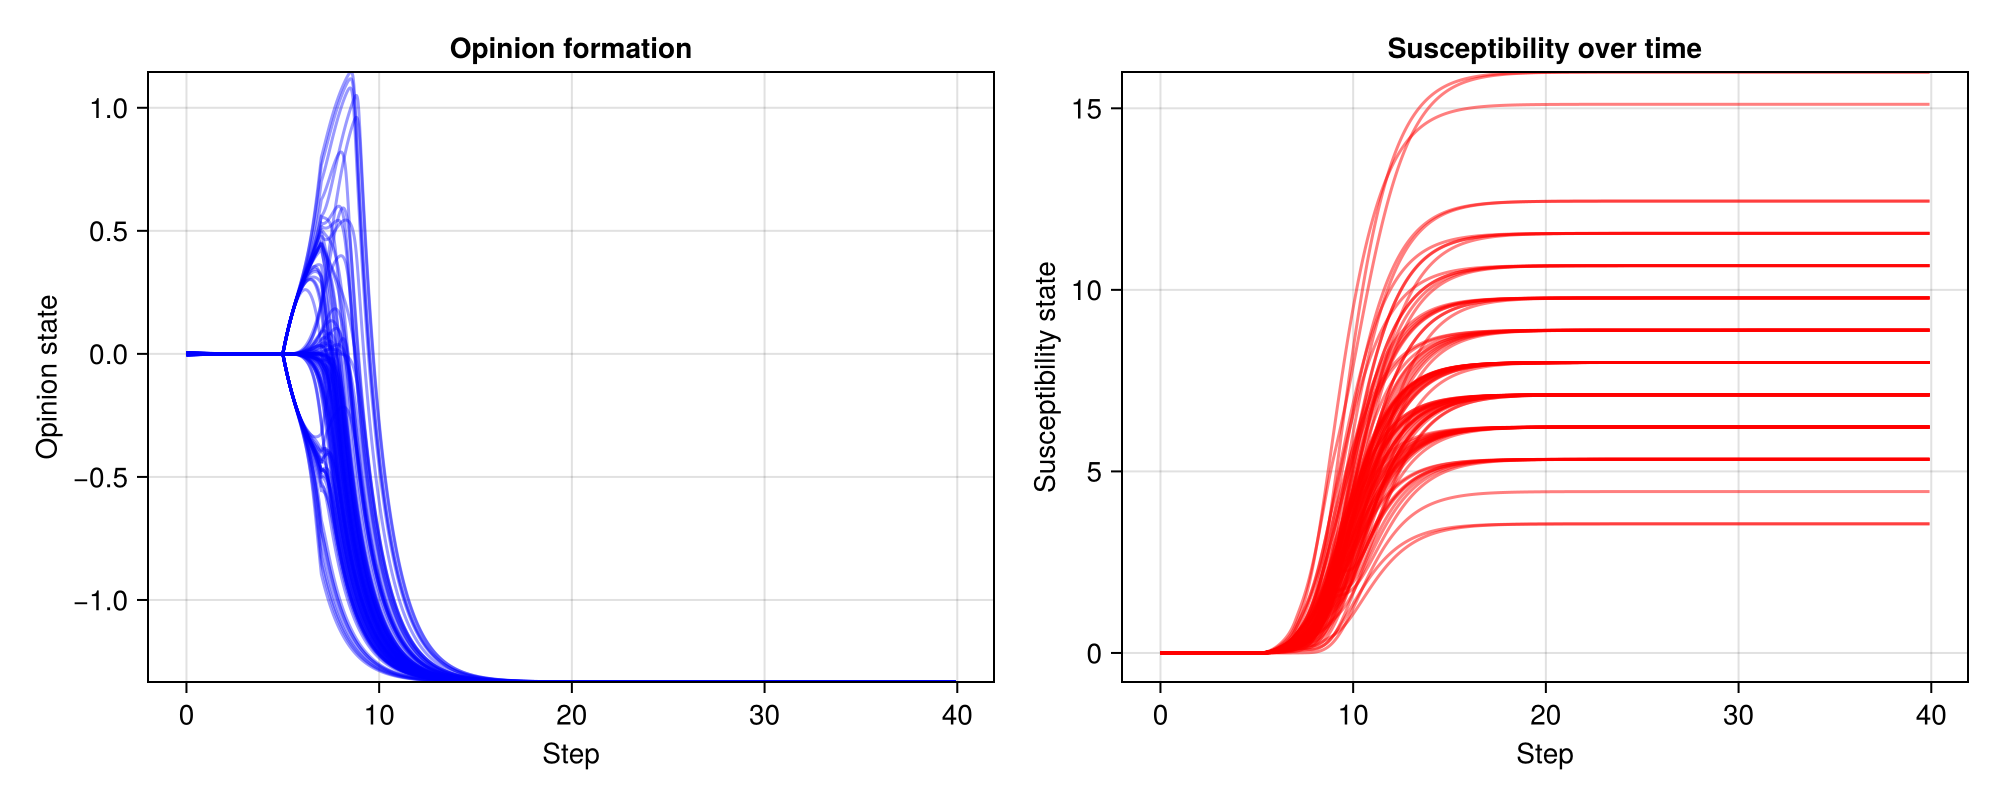 Opinion formation
Opinion state
1.0
0.5
0.0
−0.5
−1.0
0 10 20 30 40
Step
Susceptibility over time
Susceptibility state
15
10
5
0
0 10 20 30 40
Step